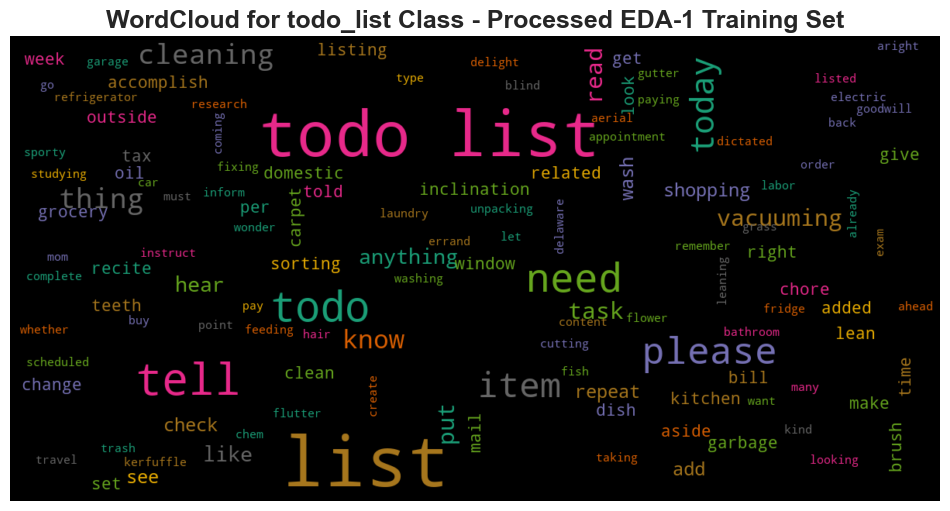 WordCloud for todo_list Class - Processed EDA-1 Training Set
week garage cleaning listing type delight read get aright
go refrigerator accomplish research blind look gutter today listed electric goodwill
outside coming aerial paying appointment dictated back
sporty tax fixing todo list related wash order give
studying oil car domestic told inclination shopping labor
thing must inform carpet laundry unpacking vacuuming already
grocery per wonder errand let delaware grass exam
mom instruct sorting anything window remember right
complete recite hear washing need leaning chore
teeth pay todo task content flower fridge added ahead
whether buy point feeding hair know cutting bathroom lean
scheduled tell clean create item fish please bill many time
change flutter repeat kitchen want make
check chem put mail dish aside kind brush
travel trash kerfuffle like list garbage looking
set see taking add